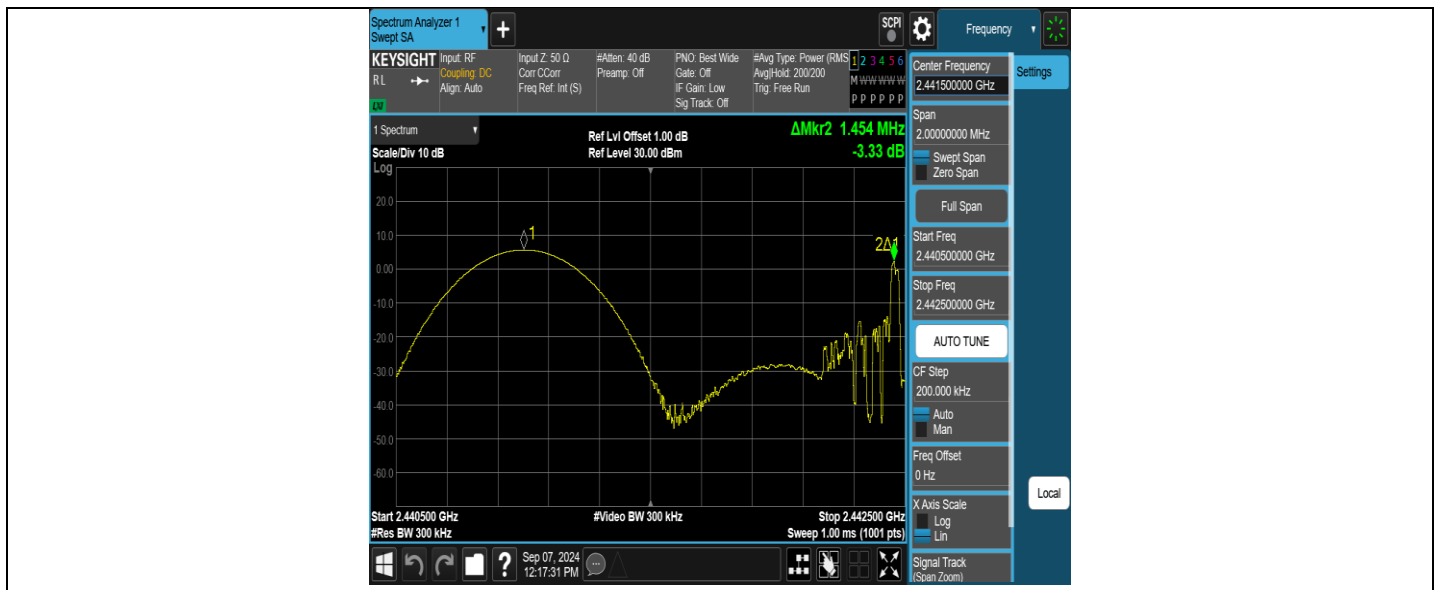 Spectrum Analyzer 1
Swept SA
SCPI
Frequency
KEYSIGHT
RL
LXI
Input: RF
Coupling: DC
Align: Auto
Input Z: 50 Ω
Corr CCorr
Freq Ref: Int (S)
#Atten: 40 dB
Preamp: Off
PNO: Best Wide
Gate: Off
IF Gain: Low
Sig Track: Off
#Avg Type: Power (RMS
Avg|Hold: 200/200
Trig: Free Run
1 2 3 4 5 6
M W W W W W
P P P P P P
1 Spectrum
Scale/Div 10 dB
Log
Ref Lvl Offset 1.00 dB
Ref Level 30.00 dBm
ΔMkr2 1.454 MHz
-3.33 dB
20.0
10.0
0.00
-10.0
-20.0
-30.0
-40.0
-50.0
-60.0
1
2Δ1
Start 2.440500 GHz
#Res BW 300 kHz
#Video BW 300 kHz
Stop 2.442500 GHz
Sweep 1.00 ms (1001 pts)
Center Frequency
2.441500000 GHz
Settings
Span
2.00000000 MHz
Swept Span
Zero Span
Full Span
Start Freq
2.440500000 GHz
Stop Freq
2.442500000 GHz
AUTO TUNE
CF Step
200.000 kHz
Auto
Man
Freq Offset
0 Hz
X Axis Scale
Log
Lin
Local
Signal Track
(Span Zoom)
?
Sep 07, 2024
12:17:31 PM